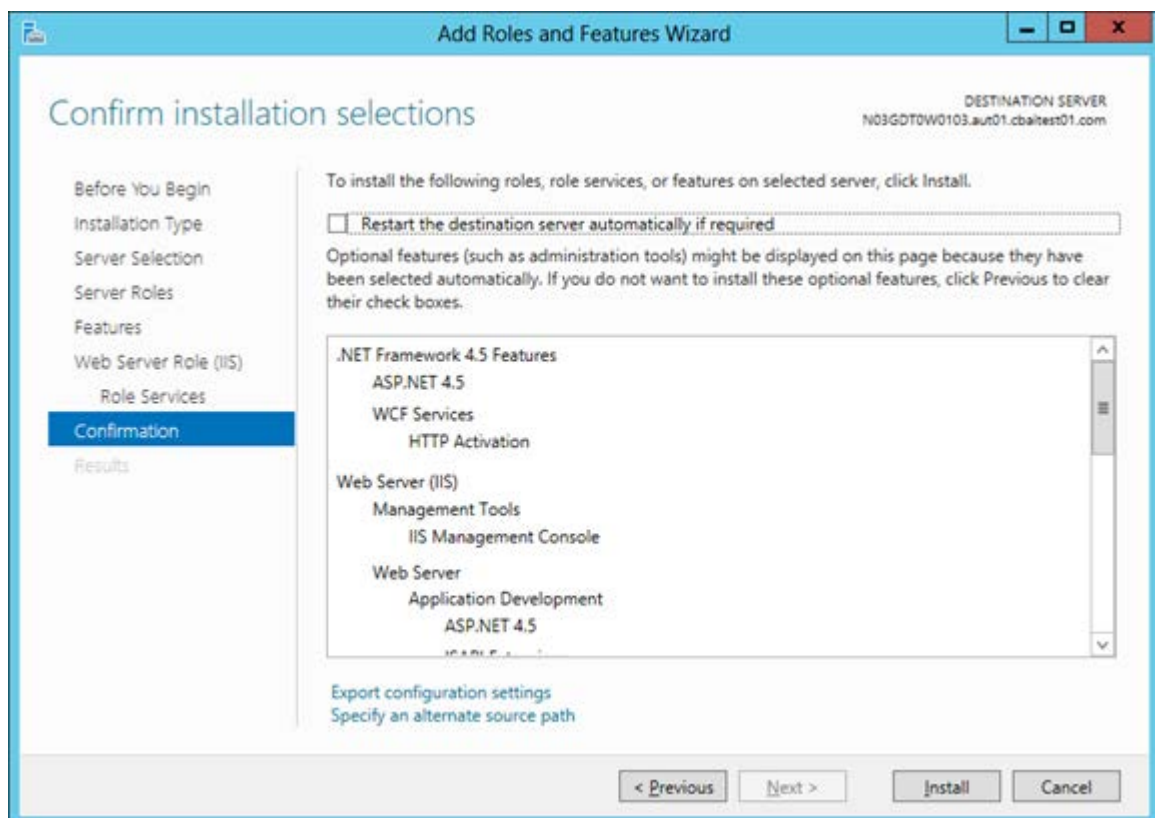 Add Roles and Features Wizard
Confirm installation selections
DESTINATION SERVER
N03GDT0W0103.aut01.cbaitest01.com
Before You Begin
Installation Type
Server Selection
Server Roles
Features
Web Server Role (IIS)
Role Services
Confirmation
Results
To install the following roles, role services, or features on selected server, click Install.
Restart the destination server automatically if required
Optional features (such as administration tools) might be displayed on this page because they have
been selected automatically. If you do not want to install these optional features, click Previous to clear
their check boxes.
.NET Framework 4.5 Features
ASP.NET 4.5
WCF Services
HTTP Activation
Web Server (IIS)
Management Tools
IIS Management Console
Web Server
Application Development
ASP.NET 4.5
Export configuration settings
Specify an alternate source path
< Previous
Next >
Install
Cancel